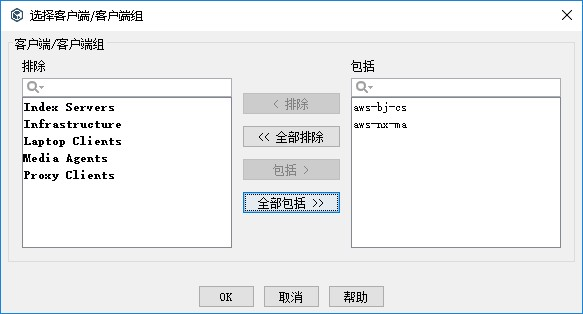 选择客户端/客户端组
客户端/客户端组
排除
包括
Index Servers
Infrastructure
Laptop Clients
Media Agents
Proxy Clients
< 排除
<< 全部排除
包括 >
全部包括 >>
aws-bj-cs
aws-nx-ma
OK
取消
帮助